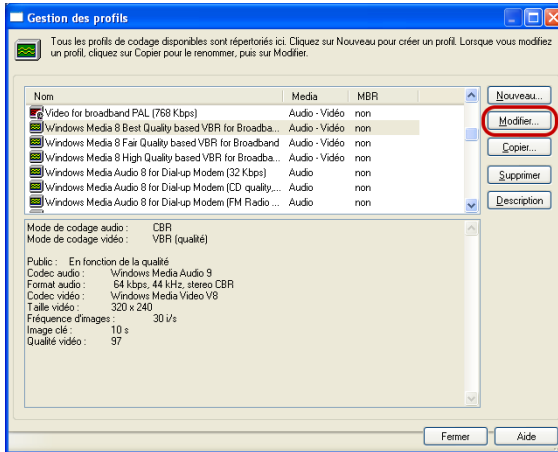 Gestion des profils
Tous les profils de codage disponibles sont répertoriés ici. Cliquez sur Nouveau pour créer un profil. Lorsque vous modifiez
un profil, cliquez sur Copier pour le renommer, puis sur Modifier.
Nom Media MBR
Video for broadband PAL (768 Kbps) Audio - Vidéo non
Windows Media 8 Best Quality based VBR for Broadba... Audio - Vidéo non
Windows Media 8 Fair Quality based VBR for Broadband Audio - Vidéo non
Windows Media 8 High Quality based VBR for Broadba... Audio - Vidéo non
Windows Media Audio 8 for Dial-up Modem (32 Kbps) Audio non
Windows Media Audio 8 for Dial-up Modem (CD quality,... Audio non
Windows Media Audio 8 for Dial-up Modem (FM Radio ... Audio non
Nouveau...
Modifier...
Copier...
Supprimer
Description
Mode de codage audio : CBR
Mode de codage vidéo : VBR (qualité)
Public : En fonction de la qualité
Codec audio : Windows Media Audio 9
Format audio : 64 kbps, 44 kHz, stereo CBR
Codec vidéo : Windows Media Video V8
Taille vidéo : 320 x 240
Fréquence d'images : 30 i/s
Image clé : 10 s
Qualité vidéo : 97
Fermer Aide